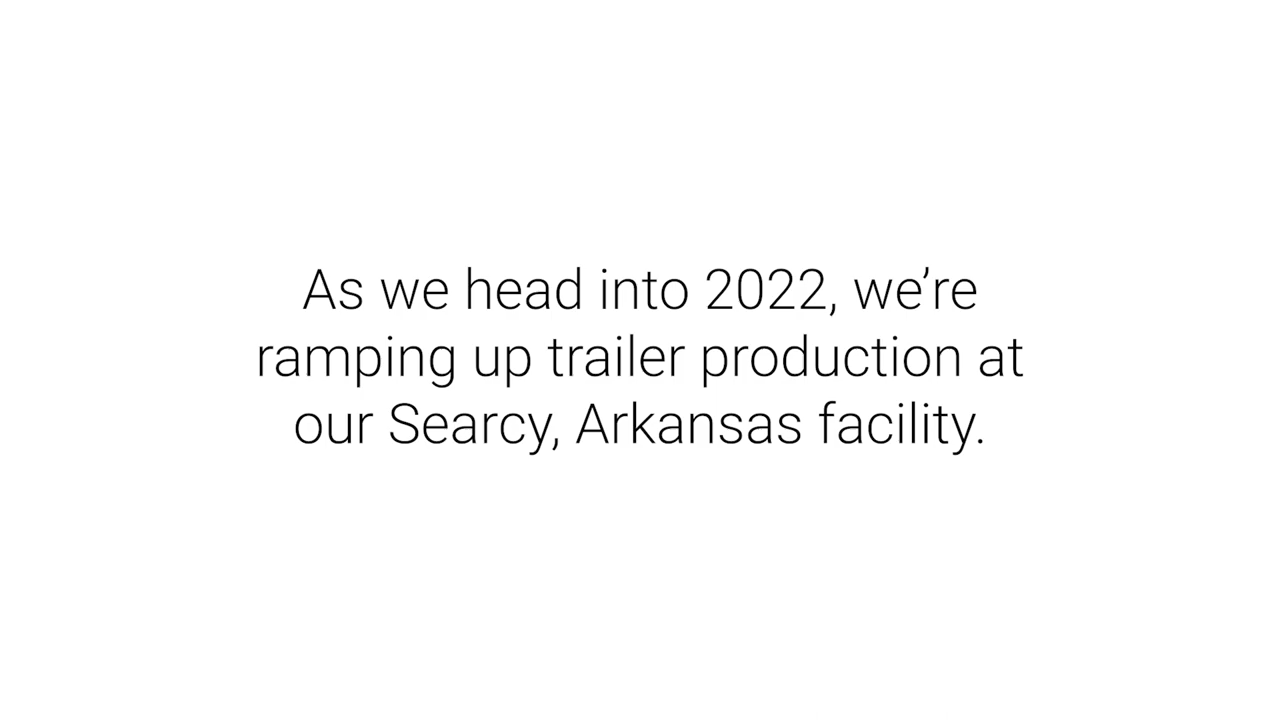 As we head into 2022, we’re
ramping up trailer production at
our Searcy, Arkansas facility.